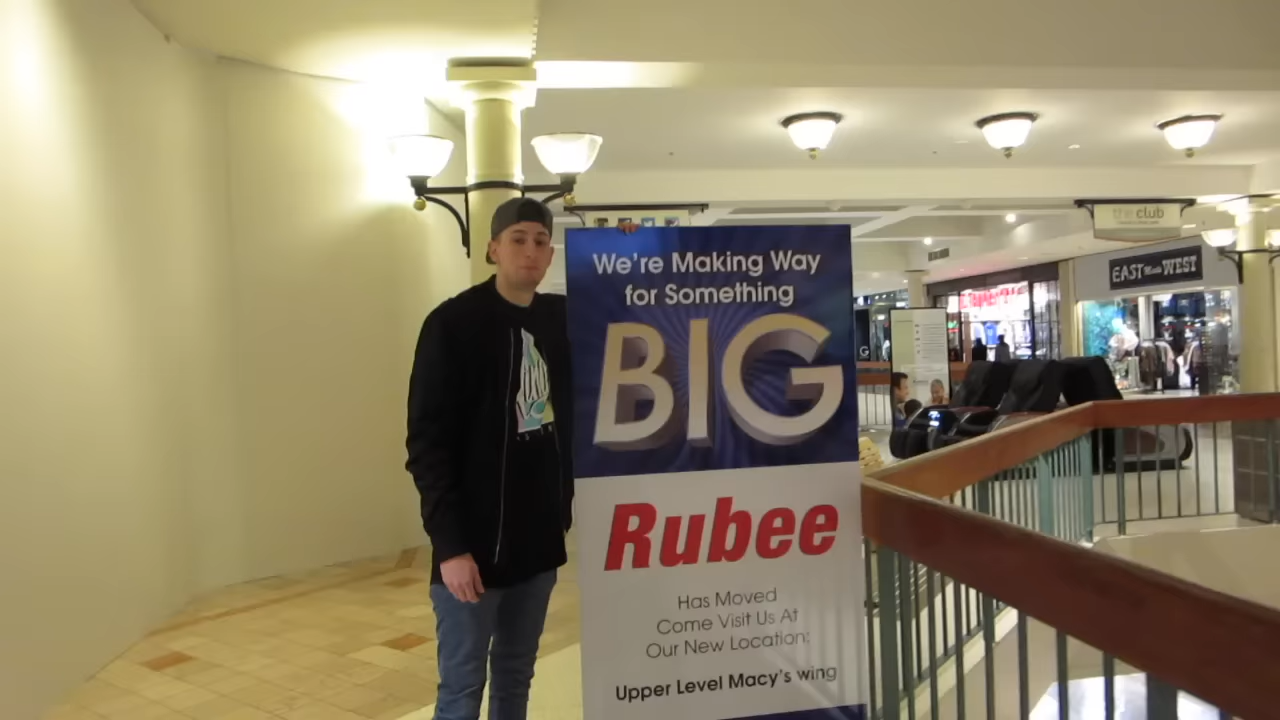 We're Making Way
for Something
BIG
Rubee
Has Moved
Come Visit Us At
Our New Location:
Upper Level Macy's wing
the club
EAST Meets WEST